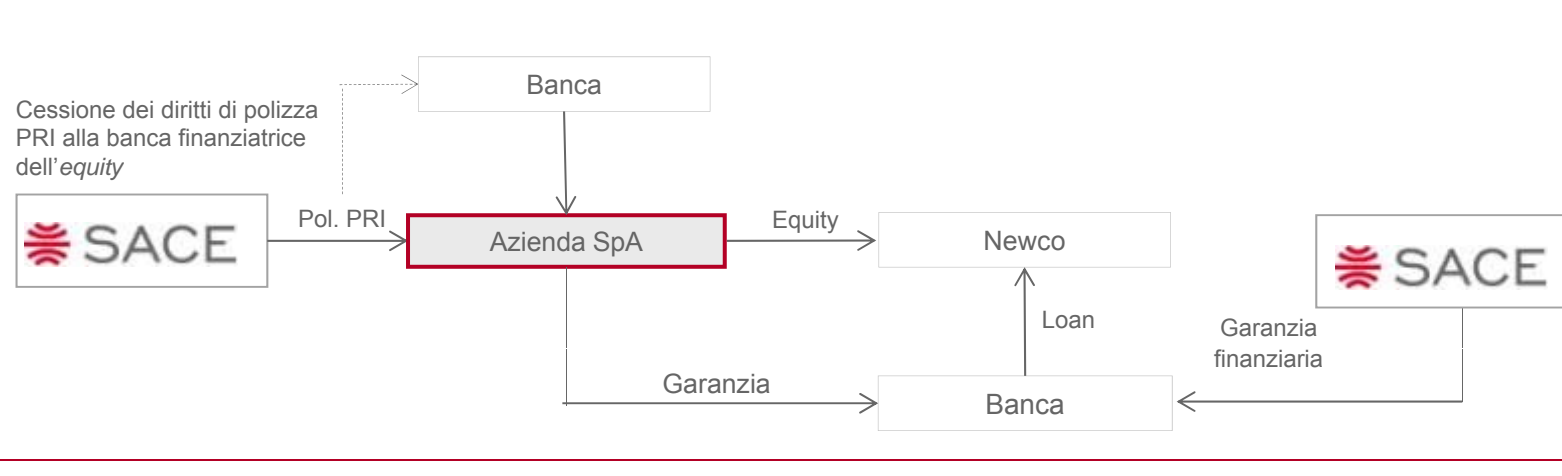 Banca
Cessione dei diritti di polizza
PRI alla banca finanziatrice
dell'equity
SACE
Pol. PRI
Azienda SpA
Equity
Newco
SACE
Loan
Garanzia
finanziaria
Garanzia
Banca